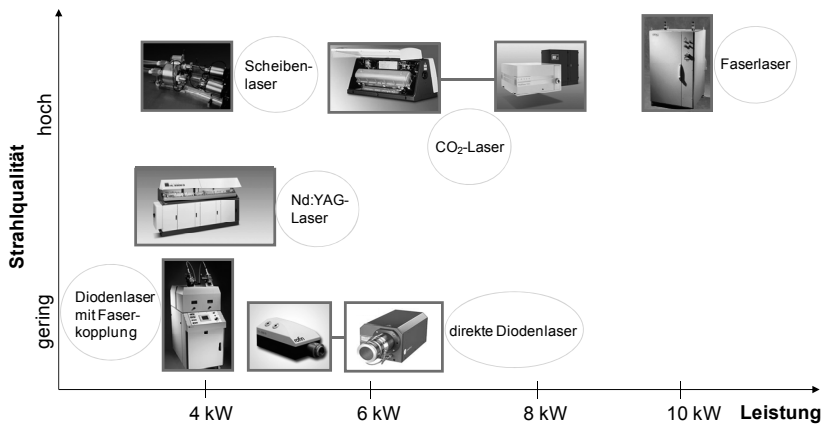 Strahlqualität
hoch
gering
Scheiben-
laser
CO₂-Laser
Faserlaser
Nd:YAG-
Laser
Diodenlaser
mit Faser-
kopplung
rofin
direkte Diodenlaser
4 kW
6 kW
8 kW
10 kW
Leistung